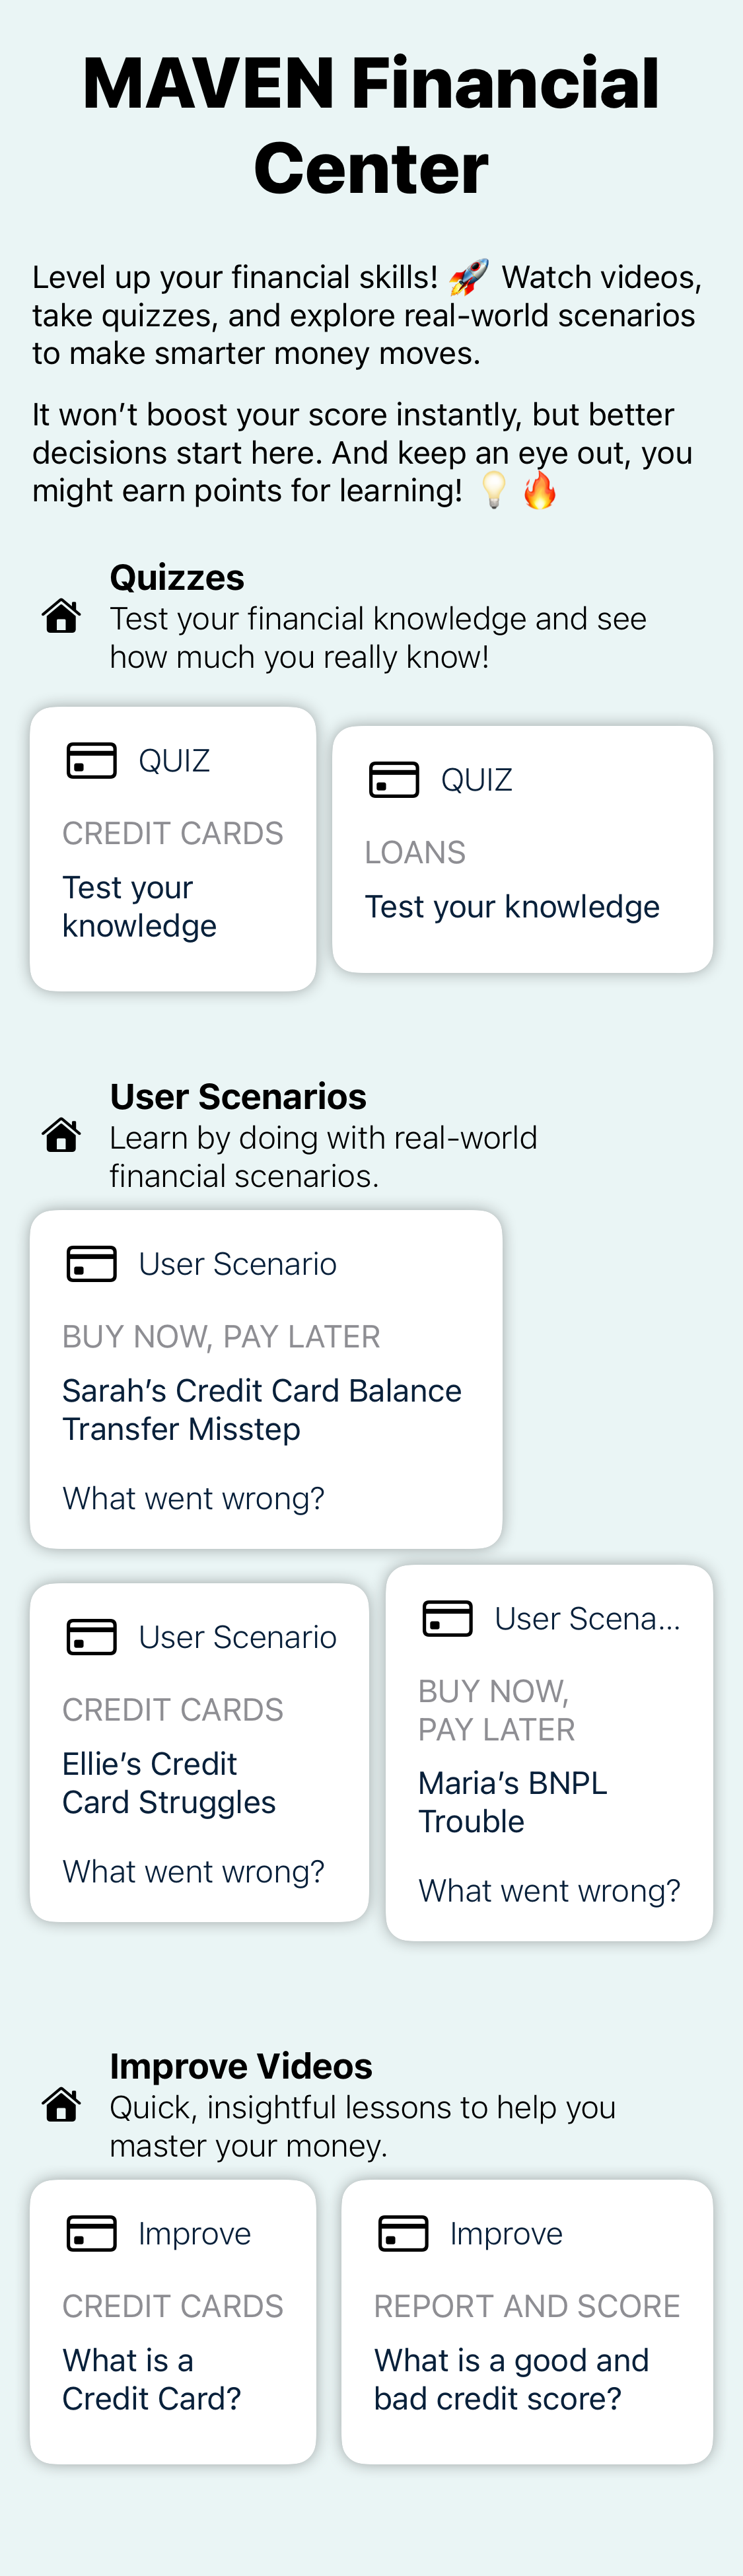 MAVEN Financial
Center
Level up your financial skills! 🚀 Watch videos,
take quizzes, and explore real-world scenarios
to make smarter money moves.
It won’t boost your score instantly, but better
decisions start here. And keep an eye out, you
might earn points for learning! 💡 🔥
Quizzes
Test your financial knowledge and see
how much you really know!
QUIZ
CREDIT CARDS
Test your
knowledge
QUIZ
LOANS
Test your knowledge
User Scenarios
Learn by doing with real-world
financial scenarios.
User Scenario
BUY NOW, PAY LATER
Sarah’s Credit Card Balance
Transfer Misstep
What went wrong?
User Scenario
CREDIT CARDS
Ellie’s Credit
Card Struggles
What went wrong?
User Scena...
BUY NOW,
PAY LATER
Maria’s BNPL
Trouble
What went wrong?
Improve Videos
Quick, insightful lessons to help you
master your money.
Improve
CREDIT CARDS
What is a
Credit Card?
Improve
REPORT AND SCORE
What is a good and
bad credit score?